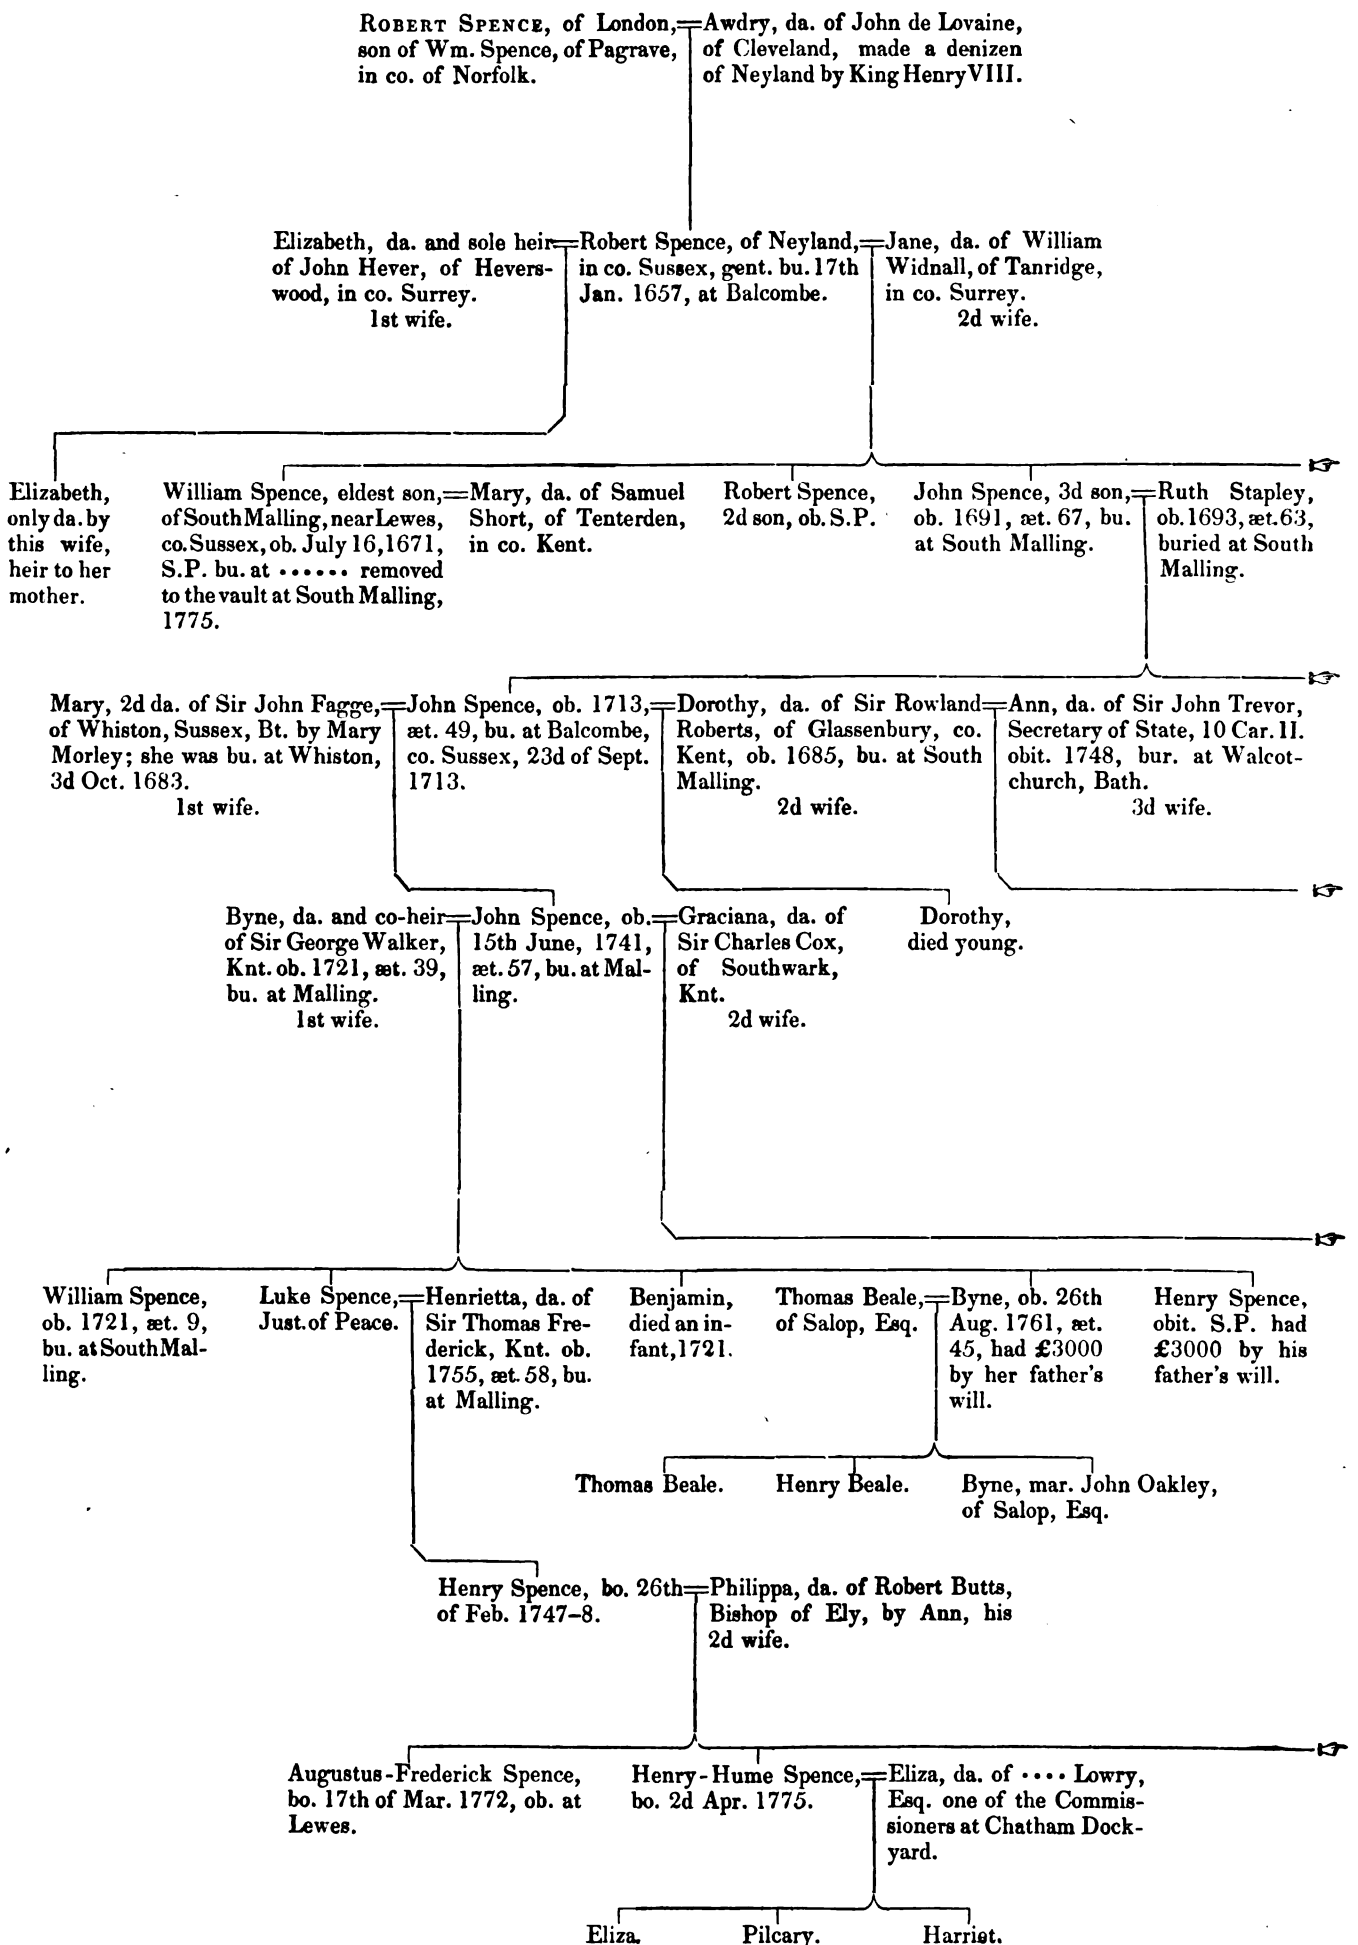 ROBERT SPENCE, of London,
son of Wm. Spence, of Pagrave,
in co. of Norfolk.
Awdry, da. of John de Lovaine,
of Cleveland, made a denizen
of Neyland by King Henry VIII.
Elizabeth, da. and sole heir
of John Hever, of Hevers-
wood, in co. Surrey.
1st wife.
Robert Spence, of Neyland,
in co. Sussex, gent. bu. 17th
Jan. 1657, at Balcombe.
Jane, da. of William
Widnall, of Tanridge,
in co. Surrey.
2d wife.
Elizabeth,
only da. by
this wife,
heir to her
mother.
William Spence, eldest son,
of South Malling, near Lewes,
co. Sussex, ob. July 16, 1671,
S.P. bu. at •••••• removed
to the vault at South Malling,
1775.
Mary, da. of Samuel
Short, of Tenterden,
in co. Kent.
Robert Spence,
2d son, ob. S.P.
John Spence, 3d son,
ob. 1691, æt. 67, bu.
at South Malling.
Ruth Stapley,
ob. 1693, æt. 63,
buried at South
Malling.
Mary, 2d da. of Sir John Fagge,
of Whiston, Sussex, Bt. by Mary
Morley; she was bu. at Whiston,
3d Oct. 1683.
1st wife.
John Spence, ob. 1713,
æt. 49, bu. at Balcombe,
co. Sussex, 23d of Sept.
1713.
Dorothy, da. of Sir Rowland
Roberts, of Glassenbury, co.
Kent, ob. 1685, bu. at South
Malling.
2d wife.
Ann, da. of Sir John Trevor,
Secretary of State, 10 Car. II.
obit. 1748, bur. at Walcot-
church, Bath.
3d wife.
Byne, da. and co-heir
of Sir George Walker,
Knt. ob. 1721, æt. 39,
bu. at Malling.
1st wife.
John Spence, ob.
15th June, 1741,
æt. 57, bu. at Mal-
ling.
Graciana, da. of
Sir Charles Cox,
of Southwark,
Knt.
2d wife.
Dorothy,
died young.
William Spence,
ob. 1721, æt. 9,
bu. at South Mal-
ling.
Luke Spence,
Just. of Peace.
Henrietta, da. of
Sir Thomas Fre-
derick, Knt. ob.
1755, æt. 58, bu.
at Malling.
Benjamin,
died an in-
fant, 1721.
Thomas Beale,
of Salop, Esq.
Byne, ob. 26th
Aug. 1761, æt.
45, had £3000
by her father's
will.
Henry Spence,
obit. S.P. had
£3000 by his
father's will.
Thomas Beale.
Henry Beale.
Byne, mar. John Oakley,
of Salop, Esq.
Henry Spence, bo. 26th
of Feb. 1747-8.
Philippa, da. of Robert Butts,
Bishop of Ely, by Ann, his
2d wife.
Augustus-Frederick Spence,
bo. 17th of Mar. 1772, ob. at
Lewes.
Henry-Hume Spence,
bo. 2d Apr. 1775.
Eliza, da. of •••• Lowry,
Esq. one of the Commis-
sioners at Chatham Dock-
yard.
Eliza.
Pilcary.
Harriet.